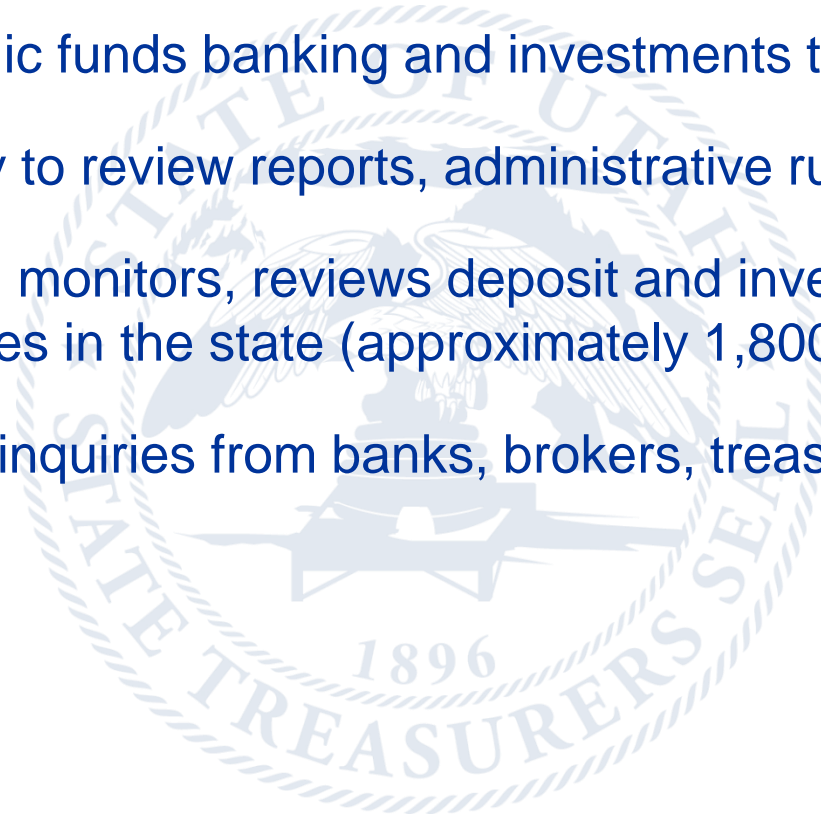 ic funds banking and investments t
y to review reports, administrative ru
monitors, reviews deposit and inve
es in the state (approximately 1,800
inquiries from banks, brokers, treas
STATE OF UTAH
1896
STATE TREASURERS SEAL